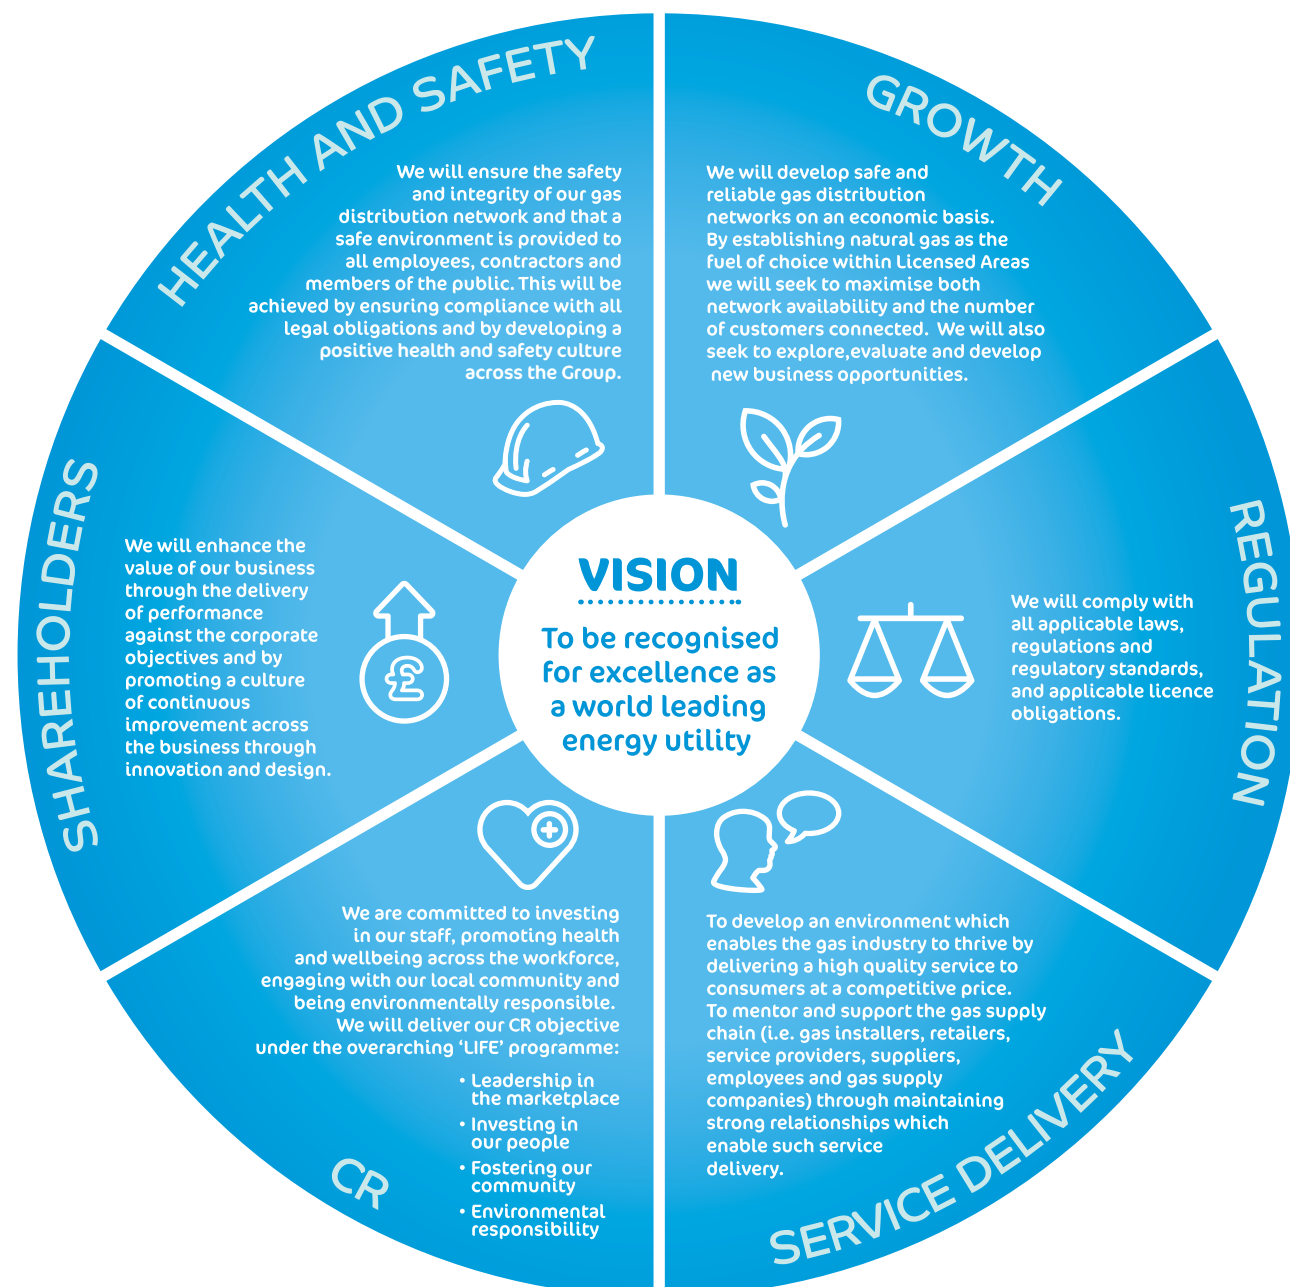 HEALTH AND SAFETY
We will ensure the safety
and integrity of our gas
distribution network and that a
safe environment is provided to
all employees, contractors and
members of the public. This will be
achieved by ensuring compliance with all
legal obligations and by developing a
positive health and safety culture
across the Group.
GROWTH
We will develop safe and
reliable gas distribution
networks on an economic basis.
By establishing natural gas as the
fuel of choice within Licensed Areas
we will seek to maximise both
network availability and the number
of customers connected.  We will also
seek to explore,evaluate and develop
new business opportunities.
SHAREHOLDERS
We will enhance the
value of our business
through the delivery
of performance
against the corporate
objectives and by
promoting a culture
of continuous
improvement across
the business through
innovation and design.
£
VISION
To be recognised
for excellence as
a world leading
energy utility
REGULATION
We will comply with
all applicable laws,
regulations and
regulatory standards,
and applicable licence
obligations.
CR
We are committed to investing
in our staff, promoting health
and wellbeing across the workforce,
engaging with our local community and
being environmentally responsible.
We will deliver our CR objective
under the overarching ‘LIFE’ programme:
• Leadership in
the marketplace
• Investing in
our people
• Fostering our
community
• Environmental
responsibility
SERVICE DELIVERY
To develop an environment which
enables the gas industry to thrive by
delivering a high quality service to
consumers at a competitive price.
To mentor and support the gas supply
chain (i.e. gas installers, retailers,
service providers, suppliers,
employees and gas supply
companies) through maintaining
strong relationships which
enable such service
delivery.